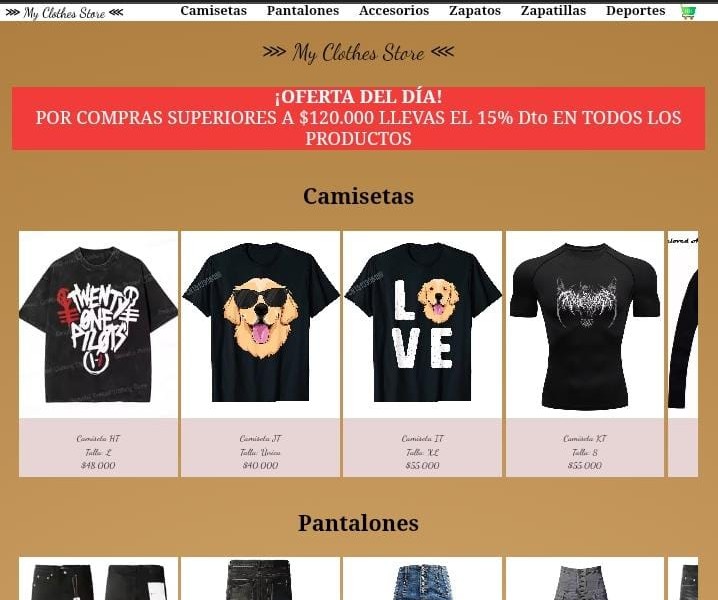 ⋙ My Clothes Store ⋘ Camisetas Pantalones Accesorios Zapatos Zapatillas Deportes
⋙ My Clothes Store ⋘
¡OFERTA DEL DÍA!
POR COMPRAS SUPERIORES A $120.000 LLEVAS EL 15% Dto EN TODOS LOS
PRODUCTOS
Camisetas
TWENTY
ONE
PILOTS
L
VE
Camiseta HT
Talla: L
$48.000
Camiseta JT
Talla: Unica
$40.000
Camiseta IT
Talla: XL
$55.000
Camiseta KT
Talla: S
$55.000
Pantalones